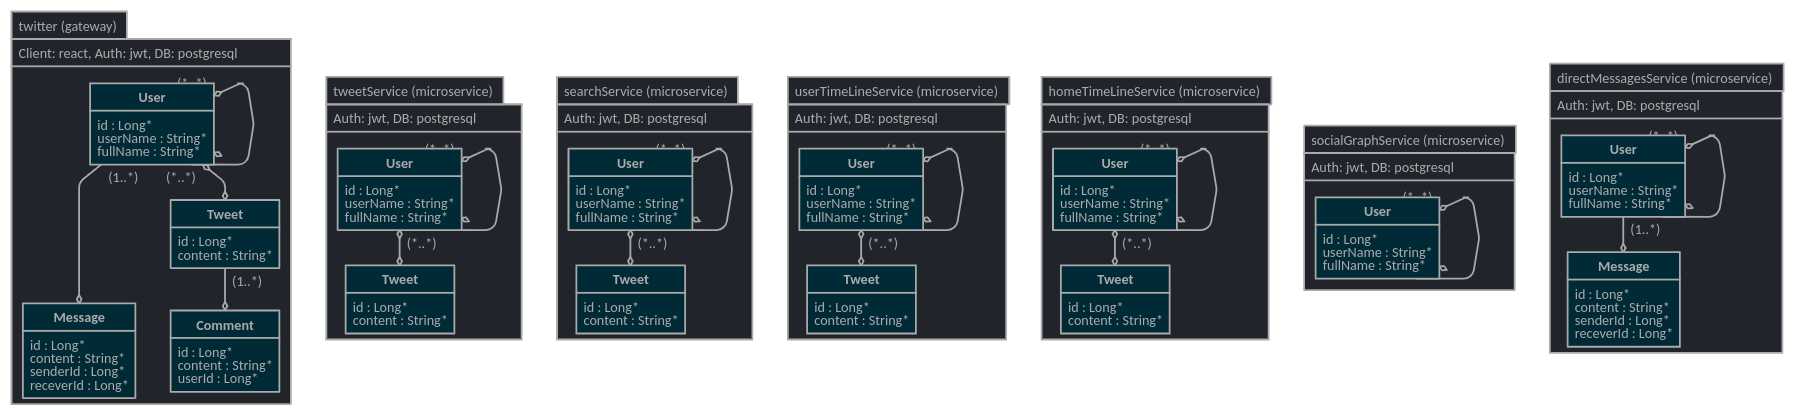 twitter (gateway)
Client: react, Auth: jwt, DB: postgresql
(*..*)
User
id : Long*
userName : String*
fullName : String*
(1..*)
(*..*)
Tweet
id : Long*
content : String*
(1..*)
Message
id : Long*
content : String*
senderId : Long*
receverId : Long*
Comment
id : Long*
content : String*
userId : Long*
tweetService (microservice)
Auth: jwt, DB: postgresql
(*..*)
User
id : Long*
userName : String*
fullName : String*
(*..*)
Tweet
id : Long*
content : String*
searchService (microservice)
Auth: jwt, DB: postgresql
(*..*)
User
id : Long*
userName : String*
fullName : String*
(*..*)
Tweet
id : Long*
content : String*
userTimeLineService (microservice)
Auth: jwt, DB: postgresql
(*..*)
User
id : Long*
userName : String*
fullName : String*
(*..*)
Tweet
id : Long*
content : String*
homeTimeLineService (microservice)
Auth: jwt, DB: postgresql
(*..*)
User
id : Long*
userName : String*
fullName : String*
(*..*)
Tweet
id : Long*
content : String*
socialGraphService (microservice)
Auth: jwt, DB: postgresql
(*..*)
User
id : Long*
userName : String*
fullName : String*
directMessagesService (microservice)
Auth: jwt, DB: postgresql
(*..*)
User
id : Long*
userName : String*
fullName : String*
(1..*)
Message
id : Long*
content : String*
senderId : Long*
receverId : Long*